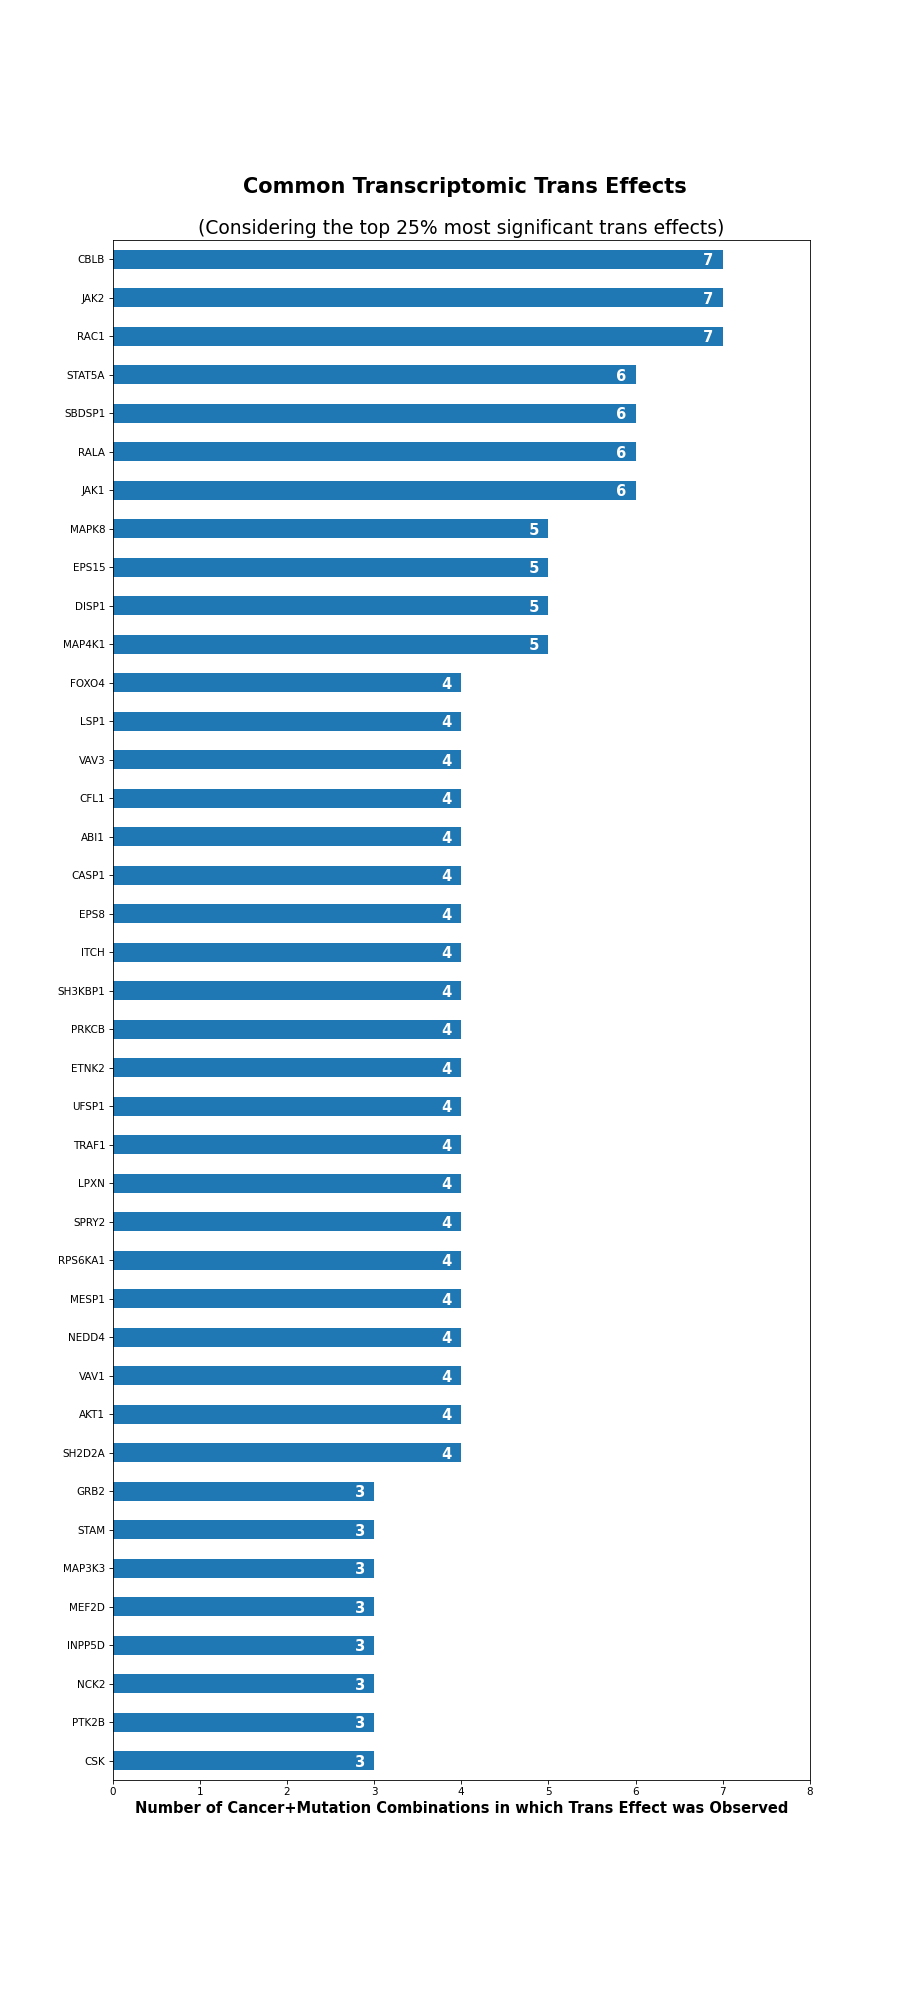 Common Transcriptomic Trans Effects
(Considering the top 25% most significant trans effects)
CBLB 7
JAK2 7
RAC1 7
STAT5A 6
SBDSP1 6
RALA 6
JAK1 6
MAPK8 5
EPS15 5
DISP1 5
MAP4K1 5
FOXO4 4
LSP1 4
VAV3 4
CFL1 4
ABI1 4
CASP1 4
EPS8 4
ITCH 4
SH3KBP1 4
PRKCB 4
ETNK2 4
UFSP1 4
TRAF1 4
LPXN 4
SPRY2 4
RPS6KA1 4
MESP1 4
NEDD4 4
VAV1 4
AKT1 4
SH2D2A 4
GRB2 3
STAM 3
MAP3K3 3
MEF2D 3
INPP5D 3
NCK2 3
PTK2B 3
CSK 3
0 1 2 3 4 5 6 7 8
Number of Cancer+Mutation Combinations in which Trans Effect was Observed